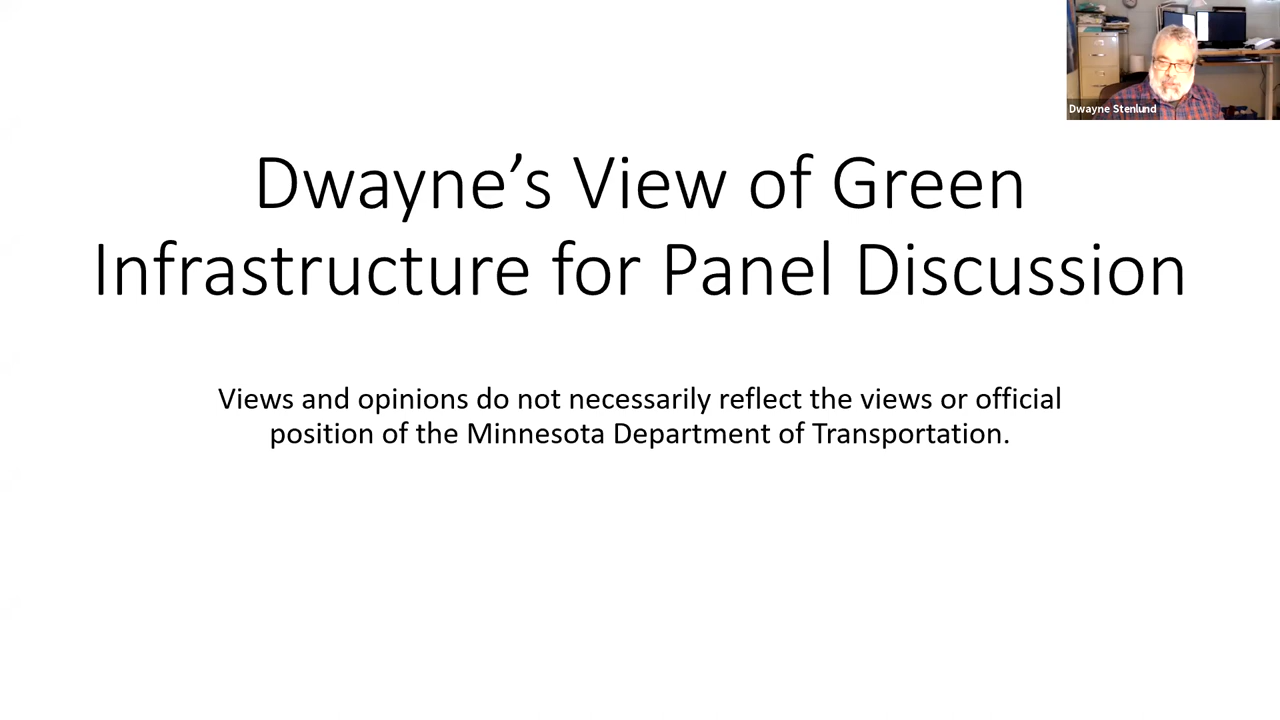 Dwayne Stenlund
Dwayne’s View of Green
Infrastructure for Panel Discussion
Views and opinions do not necessarily reflect the views or official
position of the Minnesota Department of Transportation.